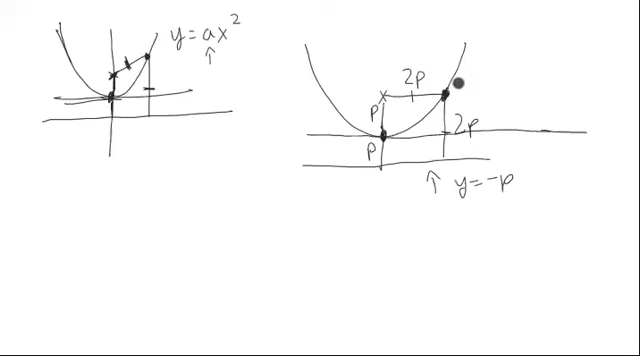 y = ax²
↑
2p
p
2p
p
↑ y = -p